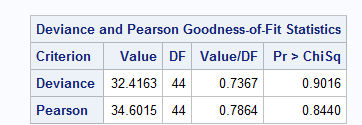 Deviance and Pearson Goodness-of-Fit Statistics
Criterion Value DF Value/DF Pr > ChiSq
Deviance 32.4163 44 0.7367 0.9016
Pearson 34.6015 44 0.7864 0.8440